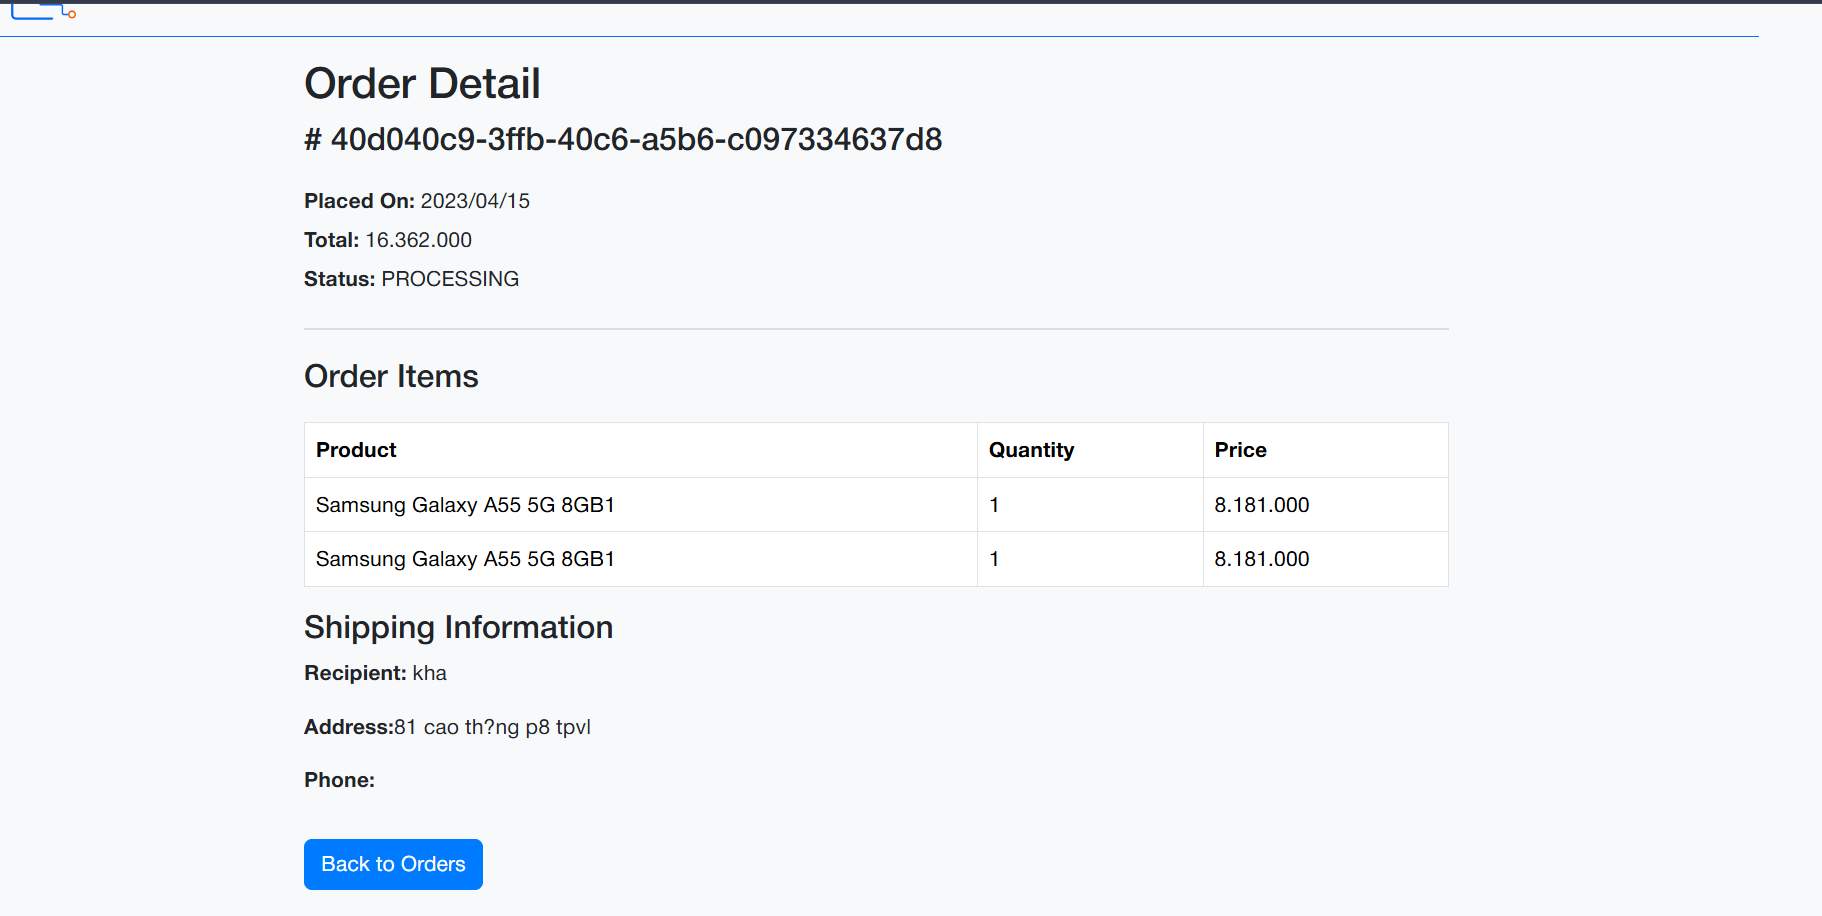 Order Detail
# 40d040c9-3ffb-40c6-a5b6-c097334637d8
Placed On: 2023/04/15
Total: 16.362.000
Status: PROCESSING
Order Items
Product Quantity Price
Samsung Galaxy A55 5G 8GB1 1 8.181.000
Samsung Galaxy A55 5G 8GB1 1 8.181.000
Shipping Information
Recipient: kha
Address:81 cao th?ng p8 tpvl
Phone:
Back to Orders